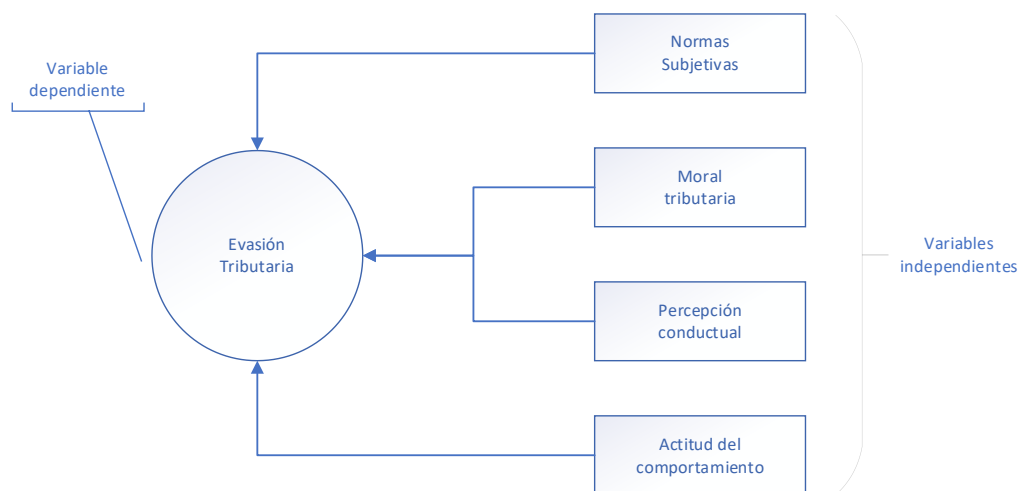 Variable
dependiente
Evasión
Tributaria
Normas
Subjetivas
Moral
tributaria
Percepción
conductual
Actitud del
comportamiento
Variables
independientes